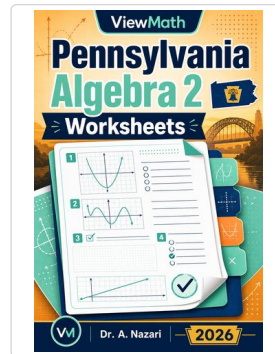 ViewMath
Pennsylvania
Algebra 2
Worksheets
1
2
3
4
VM
Dr. A. Nazari
2026